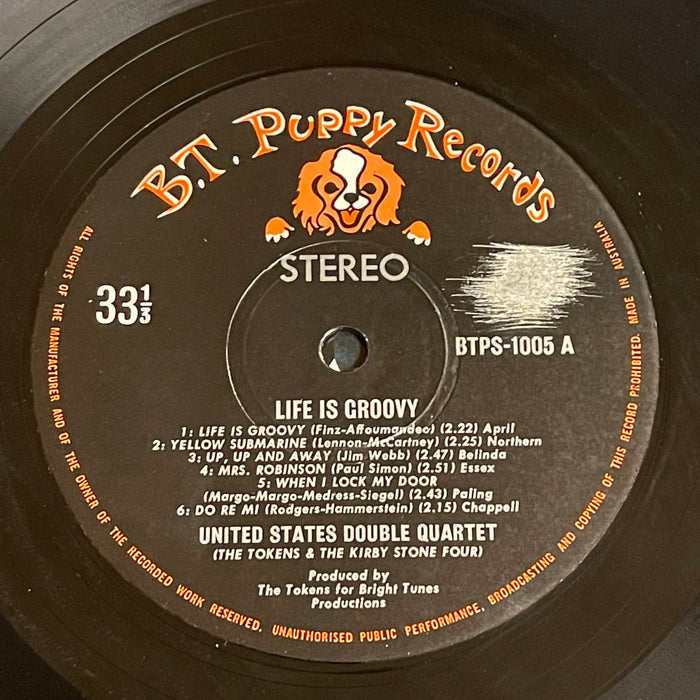 B.T. PUPPY RECORDS
STEREO
33⅓
BTPS-1005 A
LIFE IS GROOVY
1: LIFE IS GROOVY (Finz-Affoumandeo) (2.22) April
2: YELLOW SUBMARINE (Lennon-McCartney) (2.25) Northern
3: UP, UP AND AWAY (Jim Webb) (2.47) Belinda
4: MRS. ROBINSON (Paul Simon) (2.51) Essex
5: WHEN I LOCK MY DOOR
(Margo-Margo-Medress-Siegel) (2.43) Paling
6: DO RE MI (Rodgers-Hammerstein) (2.15) Chappell
UNITED STATES DOUBLE QUARTET
(THE TOKENS & THE KIRBY STONE FOUR)
Produced by
The Tokens for Bright Tunes
Productions
ALL RIGHTS OF THE MANUFACTURER AND OF THE OWNER OF THE RECORDED WORK RESERVED. UNAUTHORISED PUBLIC PERFORMANCE, BROADCASTING AND COPYING OF THIS RECORD PROHIBITED. MADE IN AUSTRALIA